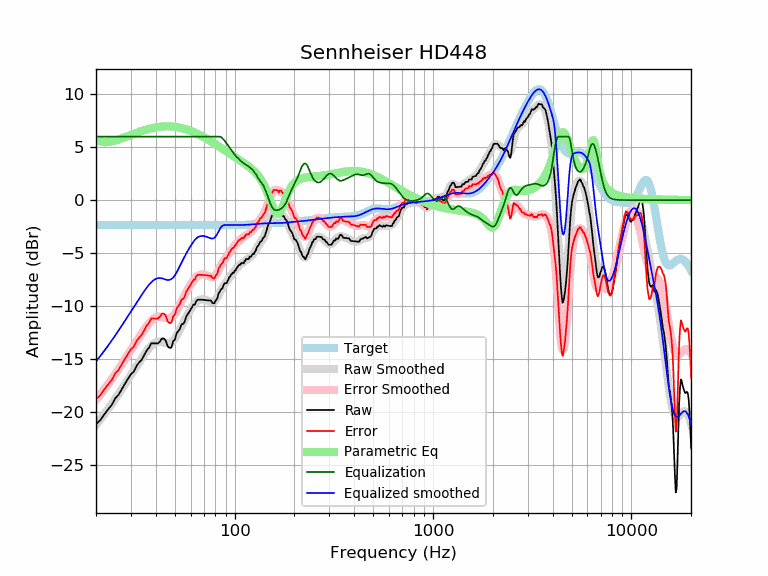 Sennheiser HD448
Amplitude (dBr)
10
5
0
−5
−10
−15
−20
−25
Target
Raw Smoothed
Error Smoothed
Raw
Error
Parametric Eq
Equalization
Equalized smoothed
100
1000
10000
Frequency (Hz)